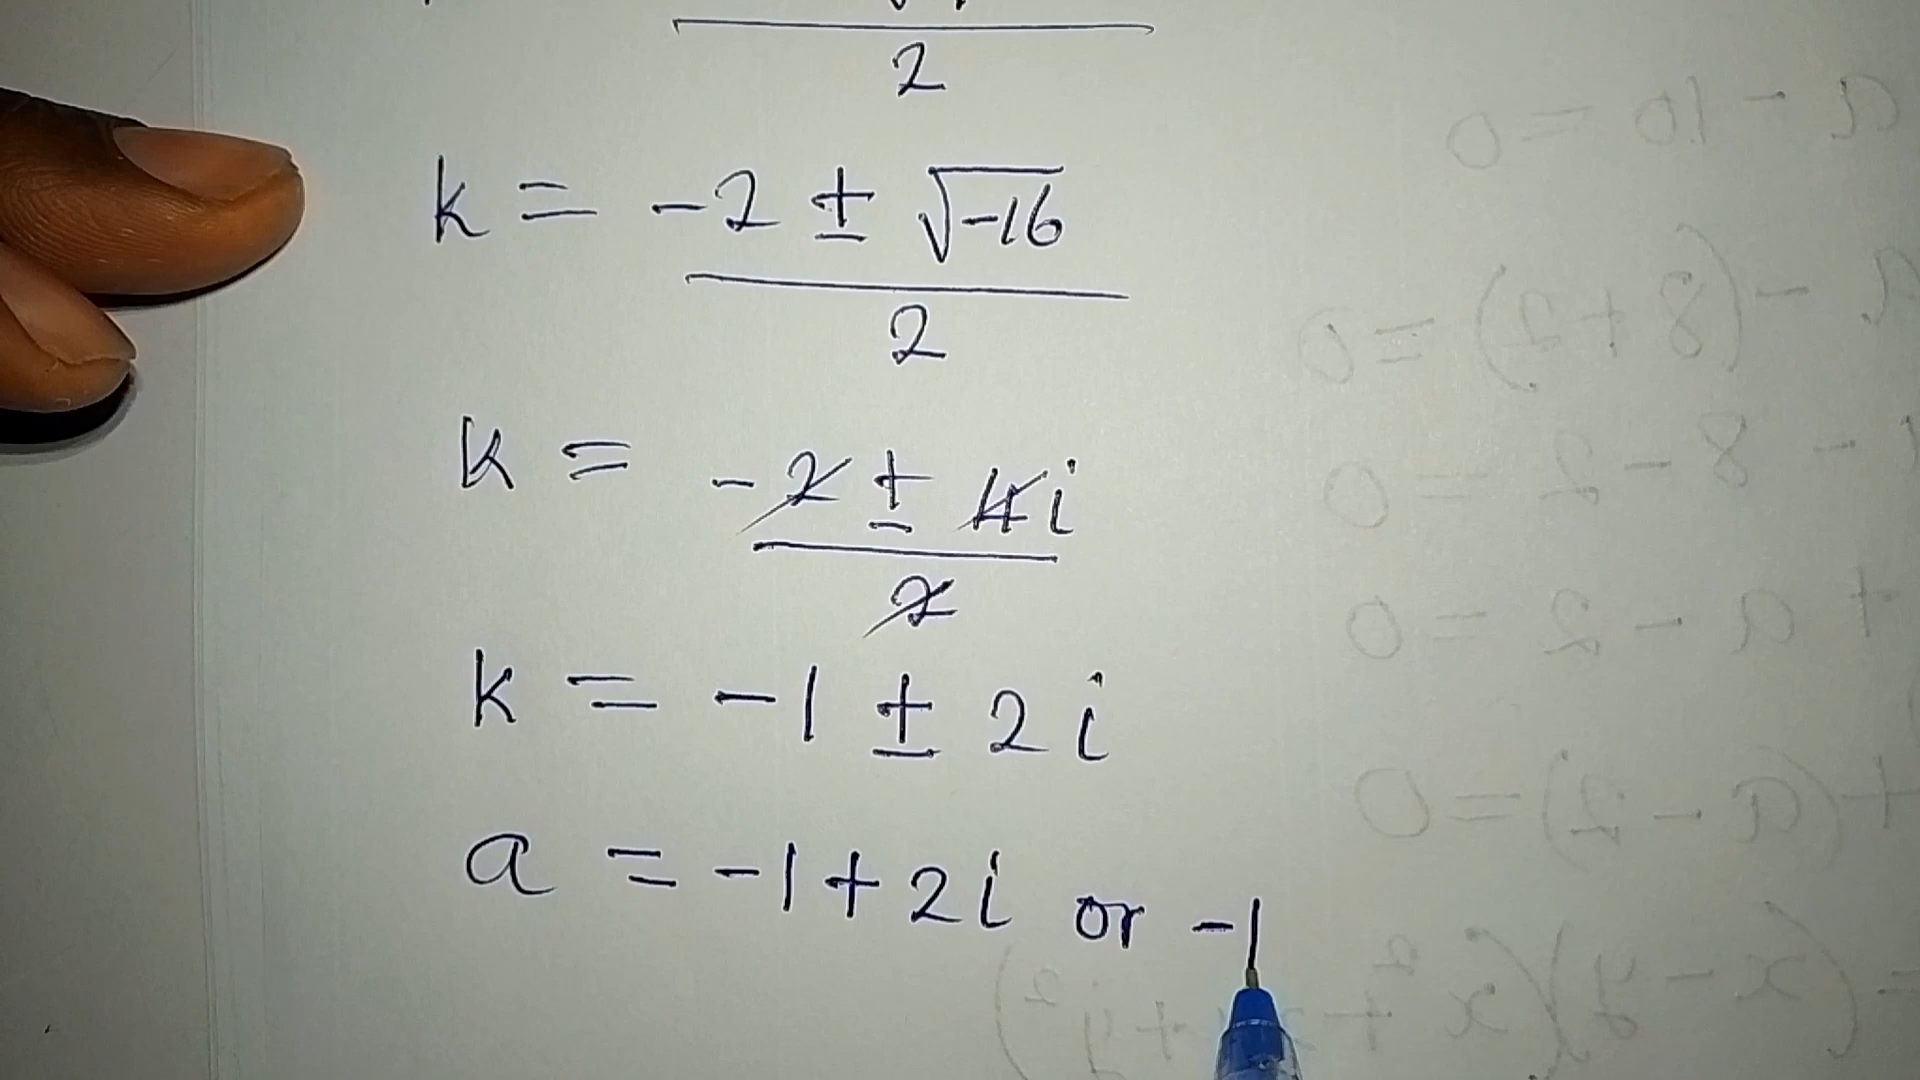 2
k = -2 ± √-16
2
k = -2 ± 4i
2
k = -1 ± 2i
a = -1 + 2i or -1